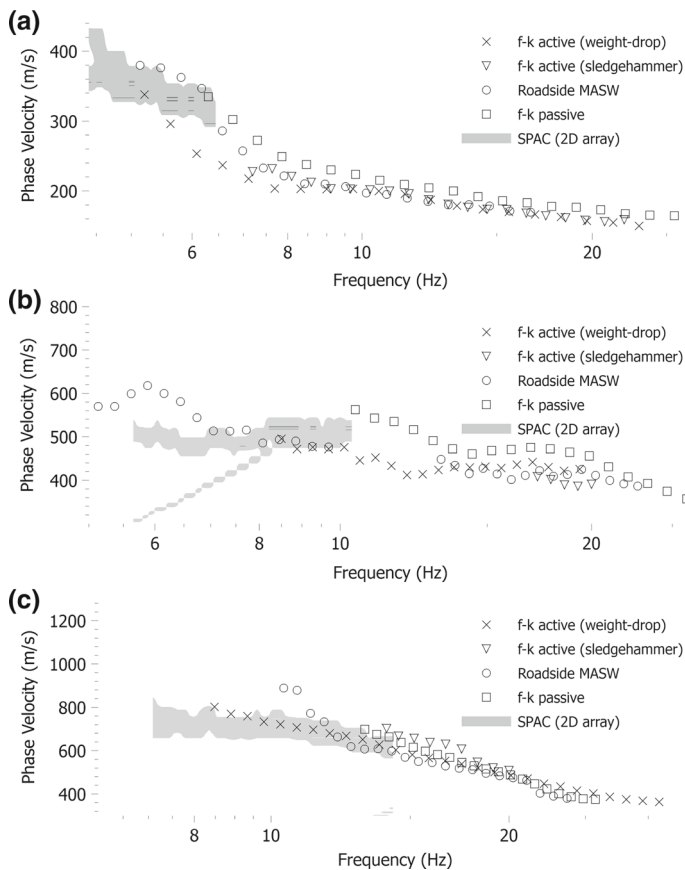 (a)
400
300
200
Phase Velocity (m/s)
6
8
10
20
Frequency (Hz)
f-k active (weight-drop)
f-k active (sledgehammer)
Roadside MASW
f-k passive
SPAC (2D array)
(b)
800
700
600
500
400
Phase Velocity (m/s)
6
8
10
20
Frequency (Hz)
f-k active (weight-drop)
f-k active (sledgehammer)
Roadside MASW
f-k passive
SPAC (2D array)
(c)
1200
1000
800
600
400
Phase Velocity (m/s)
8
10
20
Frequency (Hz)
f-k active (weight-drop)
f-k active (sledgehammer)
Roadside MASW
f-k passive
SPAC (2D array)